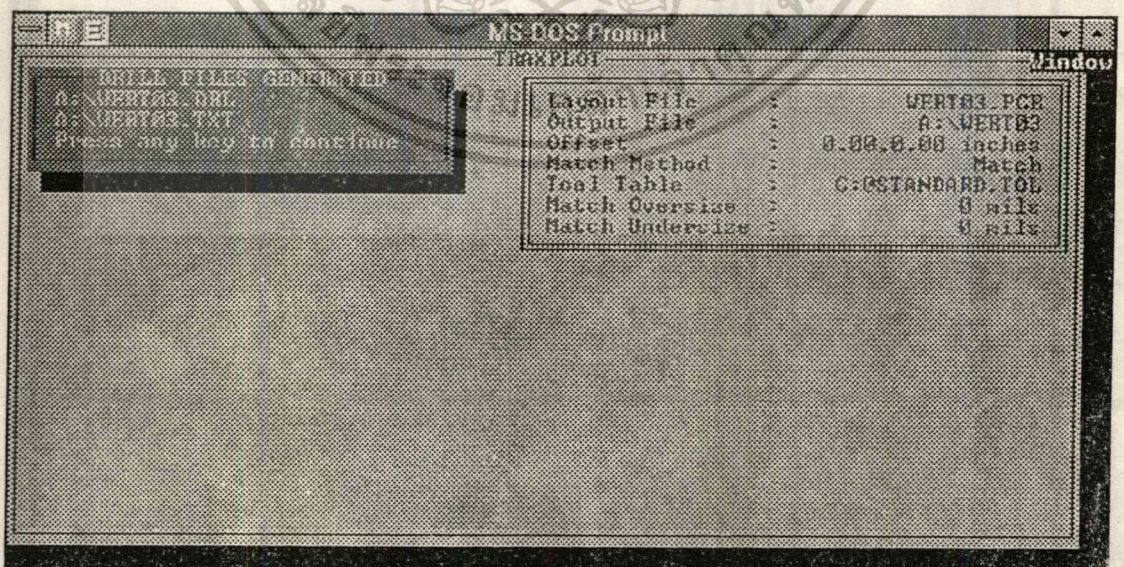 MS-DOS Prompt
TRAXPLOT
Window
DRILL FILES GENERATED
A:\VERT03.DRL
A:\VERT03.TXT
Press any key to continue
Layout File : VERT03.PCB
Output File : A:\VERT03
Offset : 0.00,0.00 inches
Match Method : Match
Tool Table : C:@STANDARD.TOL
Match Oversize : 0 mils
Match Undersize : 0 mils